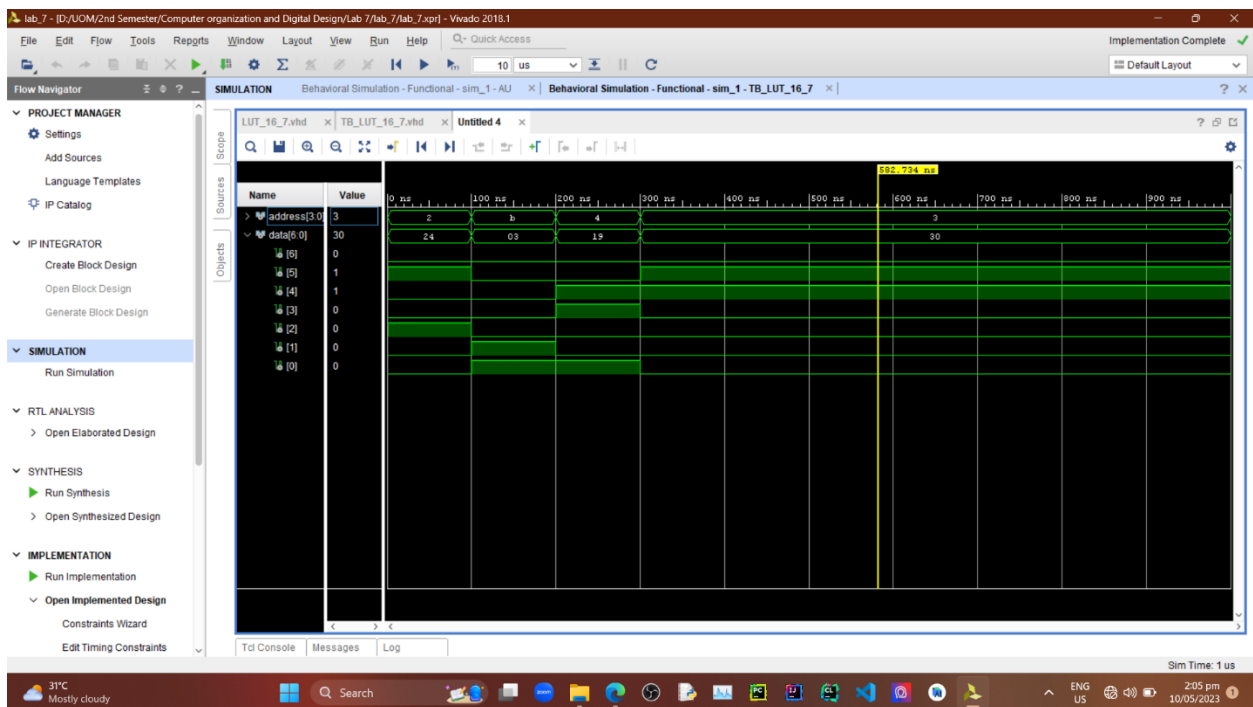 lab_7 - [D:/UOM/2nd Semester/Computer organization and Digital Design/Lab 7/lab_7/lab_7.xpr] - Vivado 2018.1
File Edit Flow Tools Reports Window Layout View Run Help Quick Access Implementation Complete
10 us Default Layout
Flow Navigator SIMULATION Behavioral Simulation - Functional - sim_1 - AU Behavioral Simulation - Functional - sim_1 - TB_LUT_16_7
PROJECT MANAGER
Settings
Add Sources
Language Templates
IP Catalog
IP INTEGRATOR
Create Block Design
Open Block Design
Generate Block Design
SIMULATION
Run Simulation
RTL ANALYSIS
Open Elaborated Design
SYNTHESIS
Run Synthesis
Open Synthesized Design
IMPLEMENTATION
Run Implementation
Open Implemented Design
Constraints Wizard
Edit Timing Constraints
Scope
Sources
Objects
LUT_16_7.vhd TB_LUT_16_7.vhd Untitled 4
582.734 ns
Name Value 0 ns 100 ns 200 ns 300 ns 400 ns 500 ns 600 ns 700 ns 800 ns 900 ns
address[3:0] 3 2 b 4 3
data[6:0] 30 24 03 19 30
[6] 0
[5] 1
[4] 1
[3] 0
[2] 0
[1] 0
[0] 0
Tcl Console Messages Log
Sim Time: 1 us
31°C
Mostly cloudy
Search
ENG
US
2:05 pm
10/05/2023